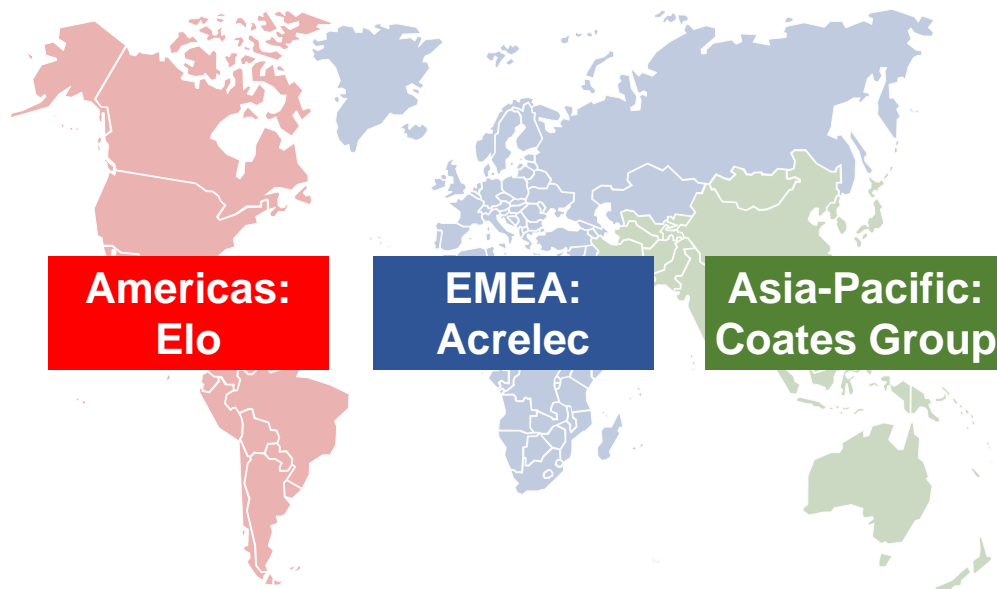 Americas:
Elo
EMEA:
Acrelec
Asia-Pacific:
Coates Group